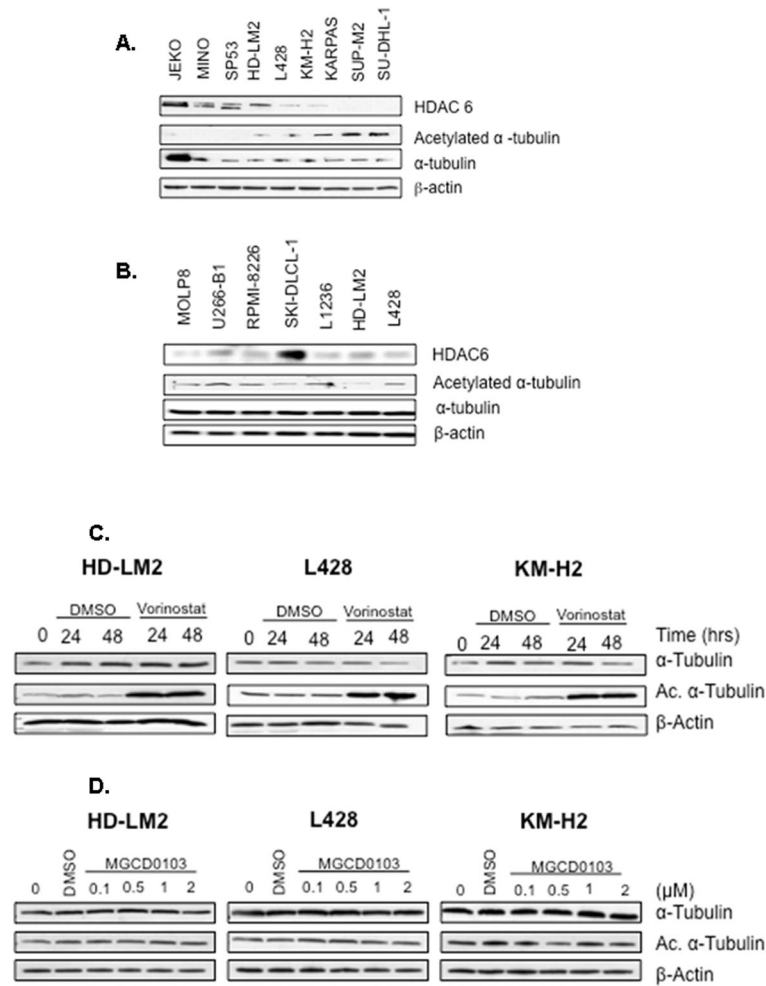 A.
JEKO MINO SP53 HD-LM2 L428 KM-H2 KARPAS SUP-M2 SU-DHL-1
HDAC 6
Acetylated α -tubulin
α-tubulin
β-actin
B.
MOLP8 U266-B1 RPMI-8226 SKI-DLCL-1 L1236 HD-LM2 L428
HDAC6
Acetylated α-tubulin
α-tubulin
β-actin
C.
HD-LM2 L428 KM-H2
DMSO Vorinostat DMSO Vorinostat DMSO Vorinostat
0 24 48 24 48 0 24 48 24 48 0 24 48 24 48 Time (hrs)
α-Tubulin
Ac. α-Tubulin
β-Actin
D.
HD-LM2 L428 KM-H2
MGCD0103 MGCD0103 MGCD0103
0 DMSO 0.1 0.5 1 2 0 DMSO 0.1 0.5 1 2 0 DMSO 0.1 0.5 1 2 (μM)
α-Tubulin
Ac. α-Tubulin
β-Actin